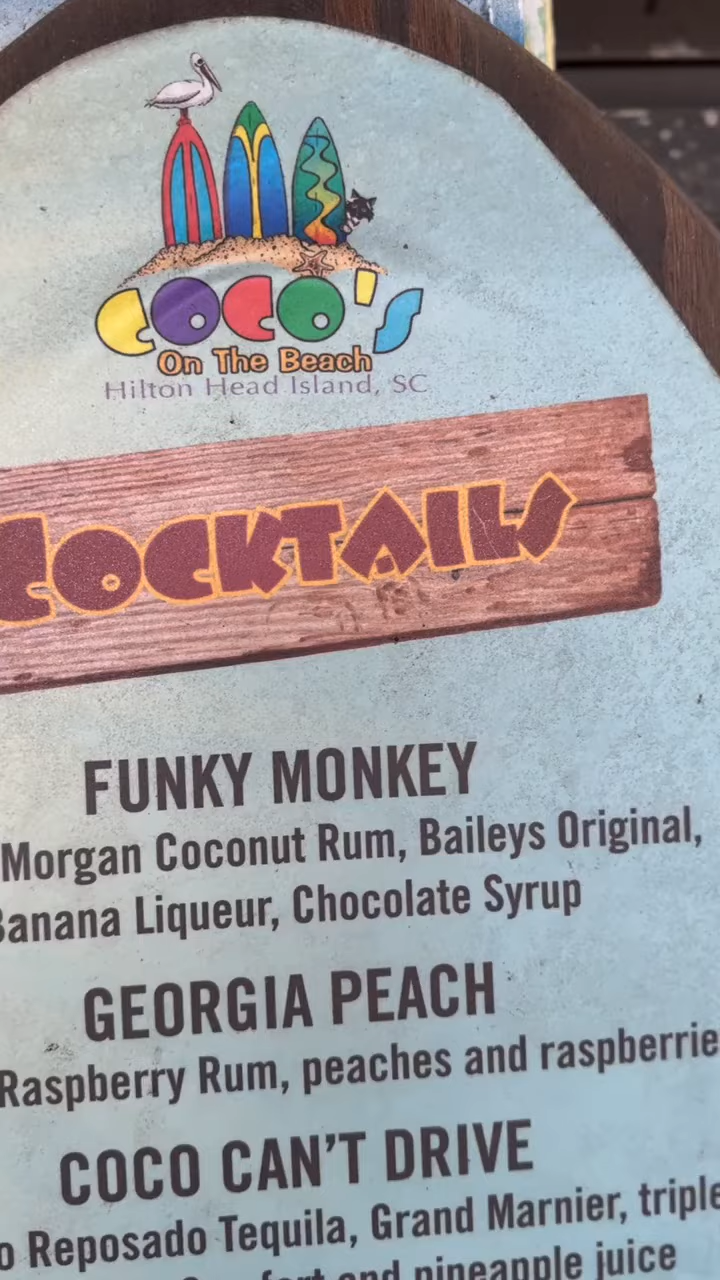 COCO'S
On The Beach
Hilton Head Island, SC
COCKTAILS
FUNKY MONKEY
Morgan Coconut Rum, Baileys Original,
Banana Liqueur, Chocolate Syrup
GEORGIA PEACH
Raspberry Rum, peaches and raspberrie
COCO CAN'T DRIVE
o Reposado Tequila, Grand Marnier, triple
and pineapple juice